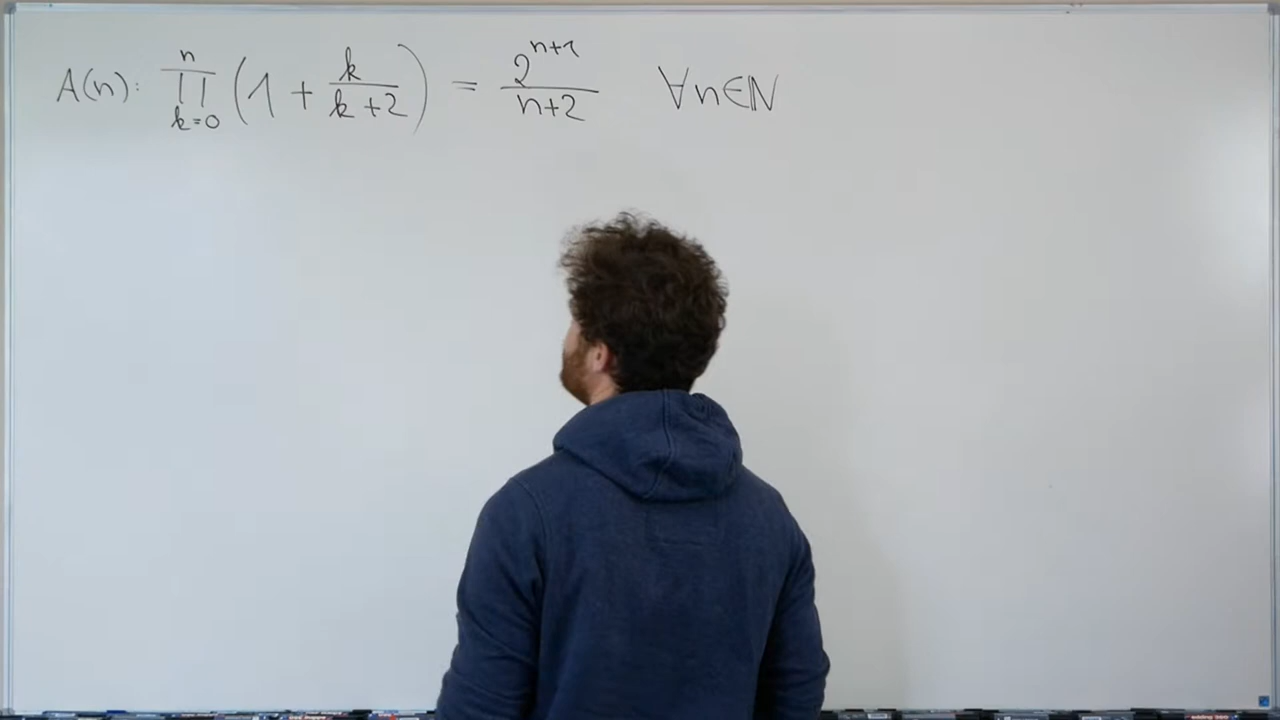 A(n): ∏_{k=0}^{n} (1 + k/(k+2)) = 2^{n+1}/(n+2) ∀n∈ℕ